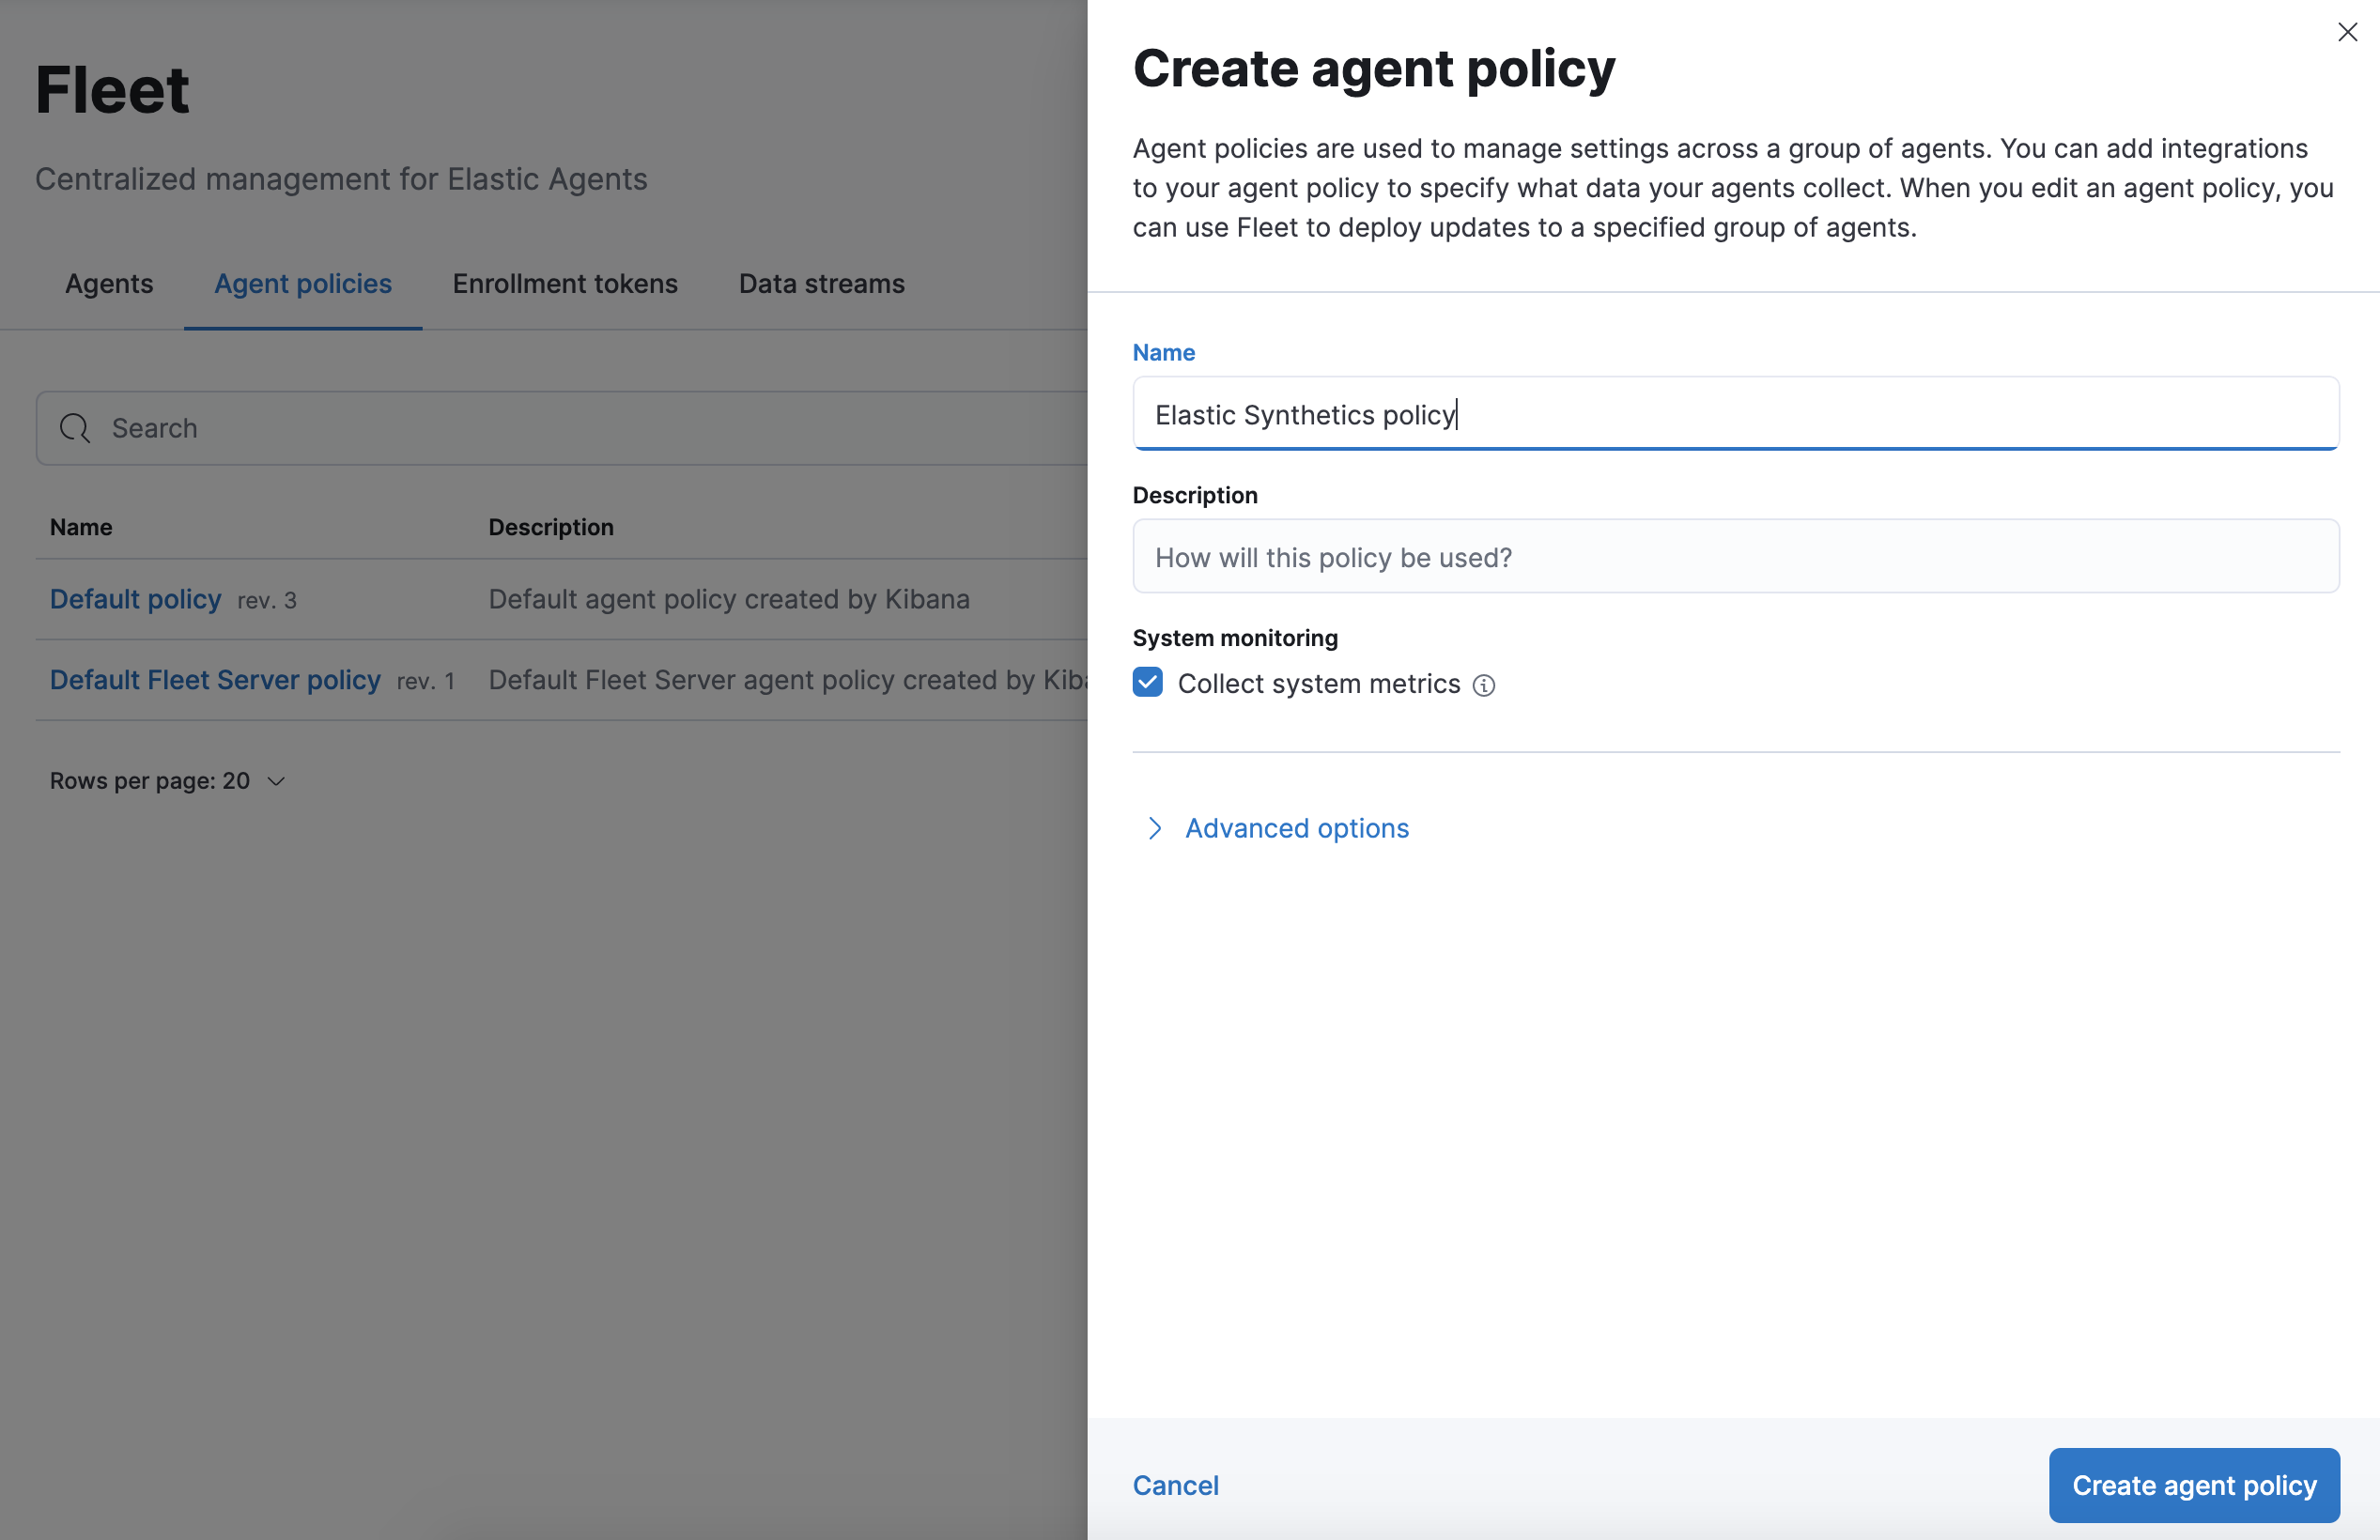 Fleet
Centralized management for Elastic Agents
Agents
Agent policies
Enrollment tokens
Data streams
Search
Name
Description
Default policy rev. 3
Default agent policy created by Kibana
Default Fleet Server policy rev. 1
Default Fleet Server agent policy created by
Rows per page: 20
Create agent policy
Agent policies are used to manage settings across a group of agents. You can add integrations
to your agent policy to specify what data your agents collect. When you edit an agent policy, you
can use Fleet to deploy updates to a specified group of agents.
Name
Elastic Synthetics policy
Description
How will this policy be used?
System monitoring
Collect system metrics
Advanced options
Cancel
Create agent policy